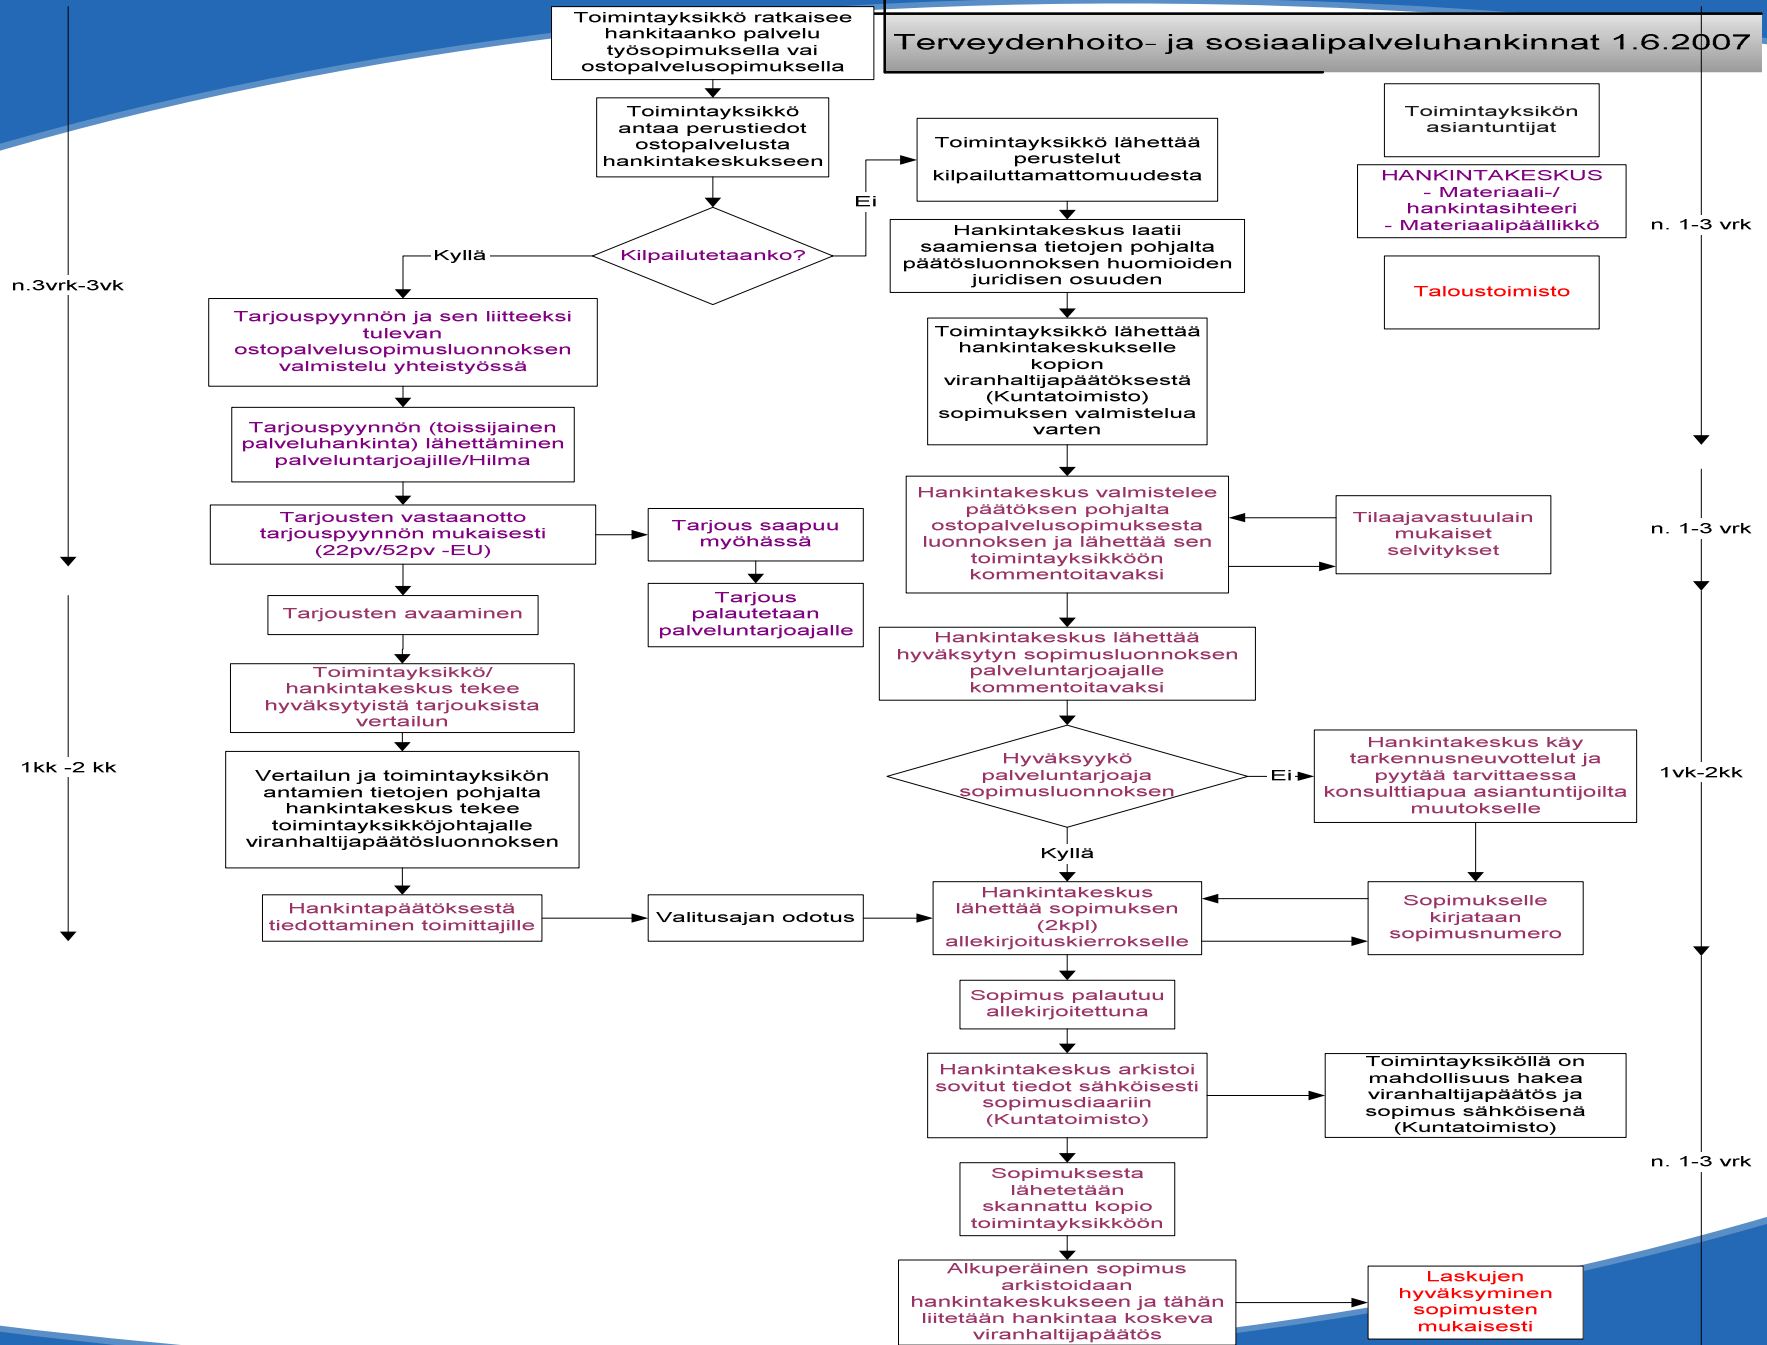 Toimintayksikkö ratkaisee
hankitaanko palvelu
työsopimuksella vai
ostopalvelusopimuksella
Terveydenhoito- ja sosiaalipalveluhankinnat 1.6.2007
Toimintayksikkö
antaa perustiedot
ostopalvelusta
hankintakeskukseen
Toimintayksikkö lähettää
perustelut
kilpailuttamattomuudesta
Toimintayksikön
asiantuntijat
HANKINTAKESKUS
- Materiaali-/
hankintasihteeri
- Materiaalipäällikkö
Taloustoimisto
n. 1-3 vrk
Ei
Kyllä
Kilpailutetaanko?
n.3vrk-3vk
Hankintakeskus laatii
saamiensa tietojen pohjalta
päätösluonnoksen huomioiden
juridisen osuuden
Tarjouspyynnön ja sen liitteeksi
tulevan
ostopalvelusopimusluonnoksen
valmistelu yhteistyössä
Toimintayksikkö lähettää
hankintakeskukselle
kopion
viranhaltijapäätöksestä
(Kuntatoimisto)
sopimuksen valmistelua
varten
Tarjouspyynnön (toissijainen
palveluhankinta) lähettäminen
palveluntarjoajille/Hilma
Tarjousten vastaanotto
tarjouspyynnön mukaisesti
(22pv/52pv -EU)
Tarjous saapuu
myöhässä
Tarjous
palautetaan
palveluntarjoajalle
Hankintakeskus valmistelee
päätöksen pohjalta
ostopalvelusopimuksesta
luonnoksen ja lähettää sen
toimintayksikköön
kommentoitavaksi
Tilaajavastuulain
mukaiset
selvitykset
n. 1-3 vrk
Tarjousten avaaminen
Hankintakeskus lähettää
hyväksytyn sopimusluonnoksen
palveluntarjoajalle
kommentoitavaksi
Toimintayksikkö/
hankintakeskus tekee
hyväksytyistä tarjouksista
vertailun
1kk -2 kk
Vertailun ja toimintayksikön
antamien tietojen pohjalta
hankintakeskus tekee
toimintayksikköjohtajalle
viranhaltijapäätösluonnoksen
Hyväksyykö
palveluntarjoaja
sopimusluonnoksen
Ei
Hankintakeskus käy
tarkennusneuvottelut ja
pyytää tarvittaessa
konsulttiapua asiantuntijoilta
muutokselle
1vk-2kk
Kyllä
Hankintapäätöksestä
tiedottaminen toimittajille
Valitusajan odotus
Hankintakeskus
lähettää sopimuksen
(2kpl)
allekirjoituskierrokselle
Sopimukselle
kirjataan
sopimusnumero
Sopimus palautuu
allekirjoitettuna
Hankintakeskus arkistoi
sovitut tiedot sähköisesti
sopimusdiaariin
(Kuntatoimisto)
Toimintayksiköllä on
mahdollisuus hakea
viranhaltijapäätös ja
sopimus sähköisenä
(Kuntatoimisto)
n. 1-3 vrk
Sopimuksesta
lähetetään
skannattu kopio
toimintayksikköön
Alkuperäinen sopimus
arkistoidaan
hankintakeskukseen ja tähän
liitetään hankintaa koskeva
viranhaltijapäätös
Laskujen
hyväksyminen
sopimusten
mukaisesti